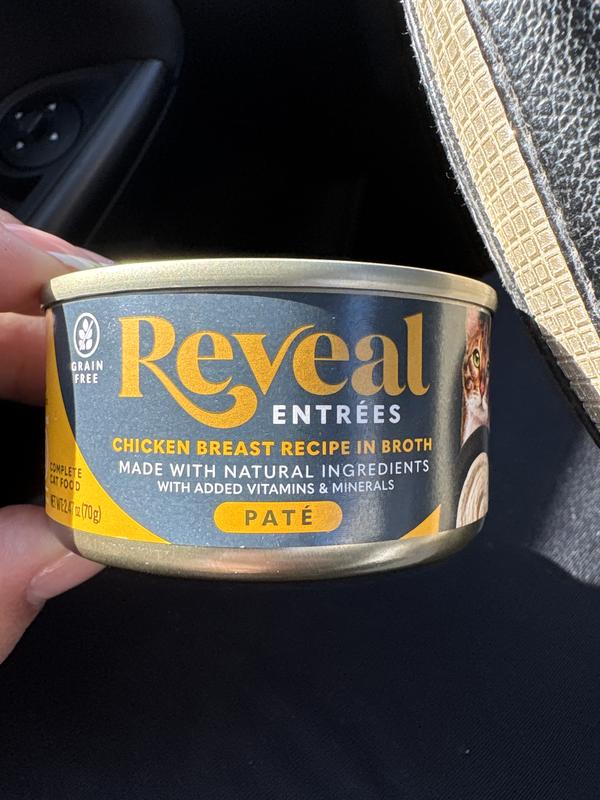 GRAIN
FREE
Reveal
ENTRÉES
CHICKEN BREAST RECIPE IN BROTH
MADE WITH NATURAL INGREDIENTS
WITH ADDED VITAMINS & MINERALS
PATÉ
COMPLETE
CAT FOOD
NET WT: 2.47 oz (70g)